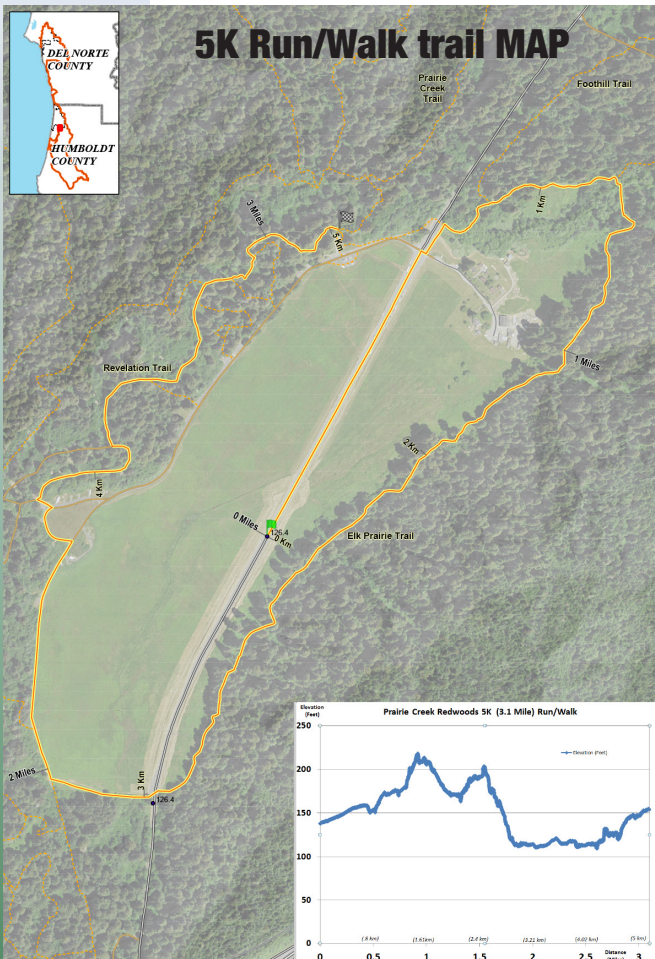 5K Run/Walk trail MAP
DEL NORTE
COUNTY
HUMBOLDT
COUNTY
Prairie
Creek
Trail
Foothill Trail
1 Km
3 Miles
5 Km
1 Miles
Revelation Trail
2 Km
4 Km
0 Miles
126.4
0 Km
Elk Prairie Trail
2 Miles
3 Km
126.4
Elevation
(Feet)
Prairie Creek Redwoods 5K (3.1 Mile) Run/Walk
250
Elevation (Feet)
200
150
100
50
0
(.8 km) (1.61km) (2.4 km) (3.21 km) (4.02 km) (5 km)
0 0.5 1 1.5 2 2.5 3
Distance